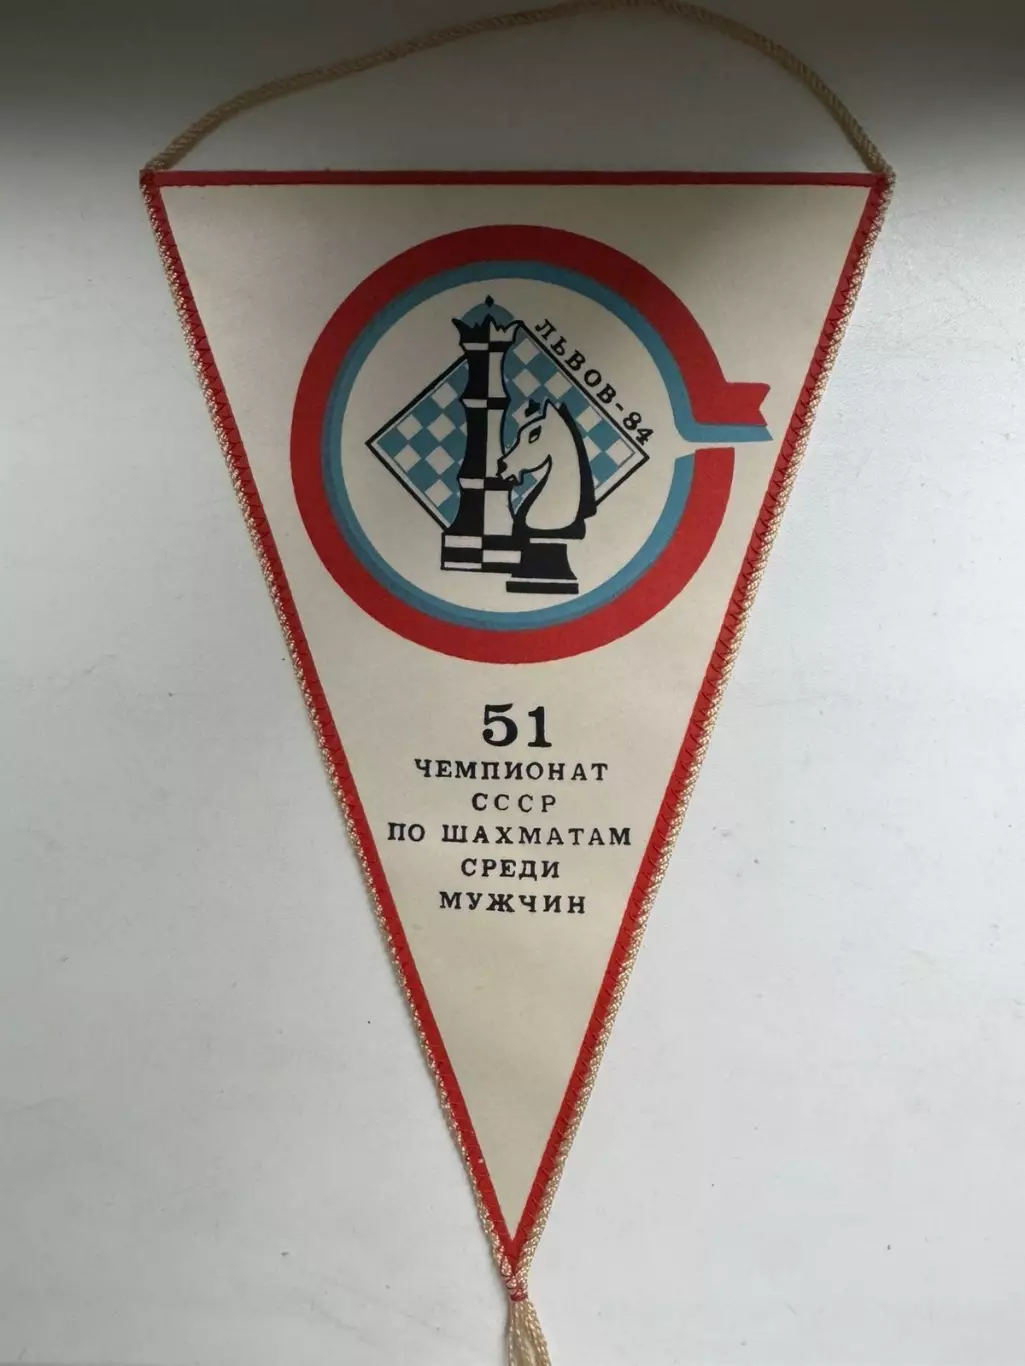 ЛЬВОВ-84
51
ЧЕМПИОНАТ
СССР
ПО ШАХМАТАМ
СРЕДИ
МУЖЧИН